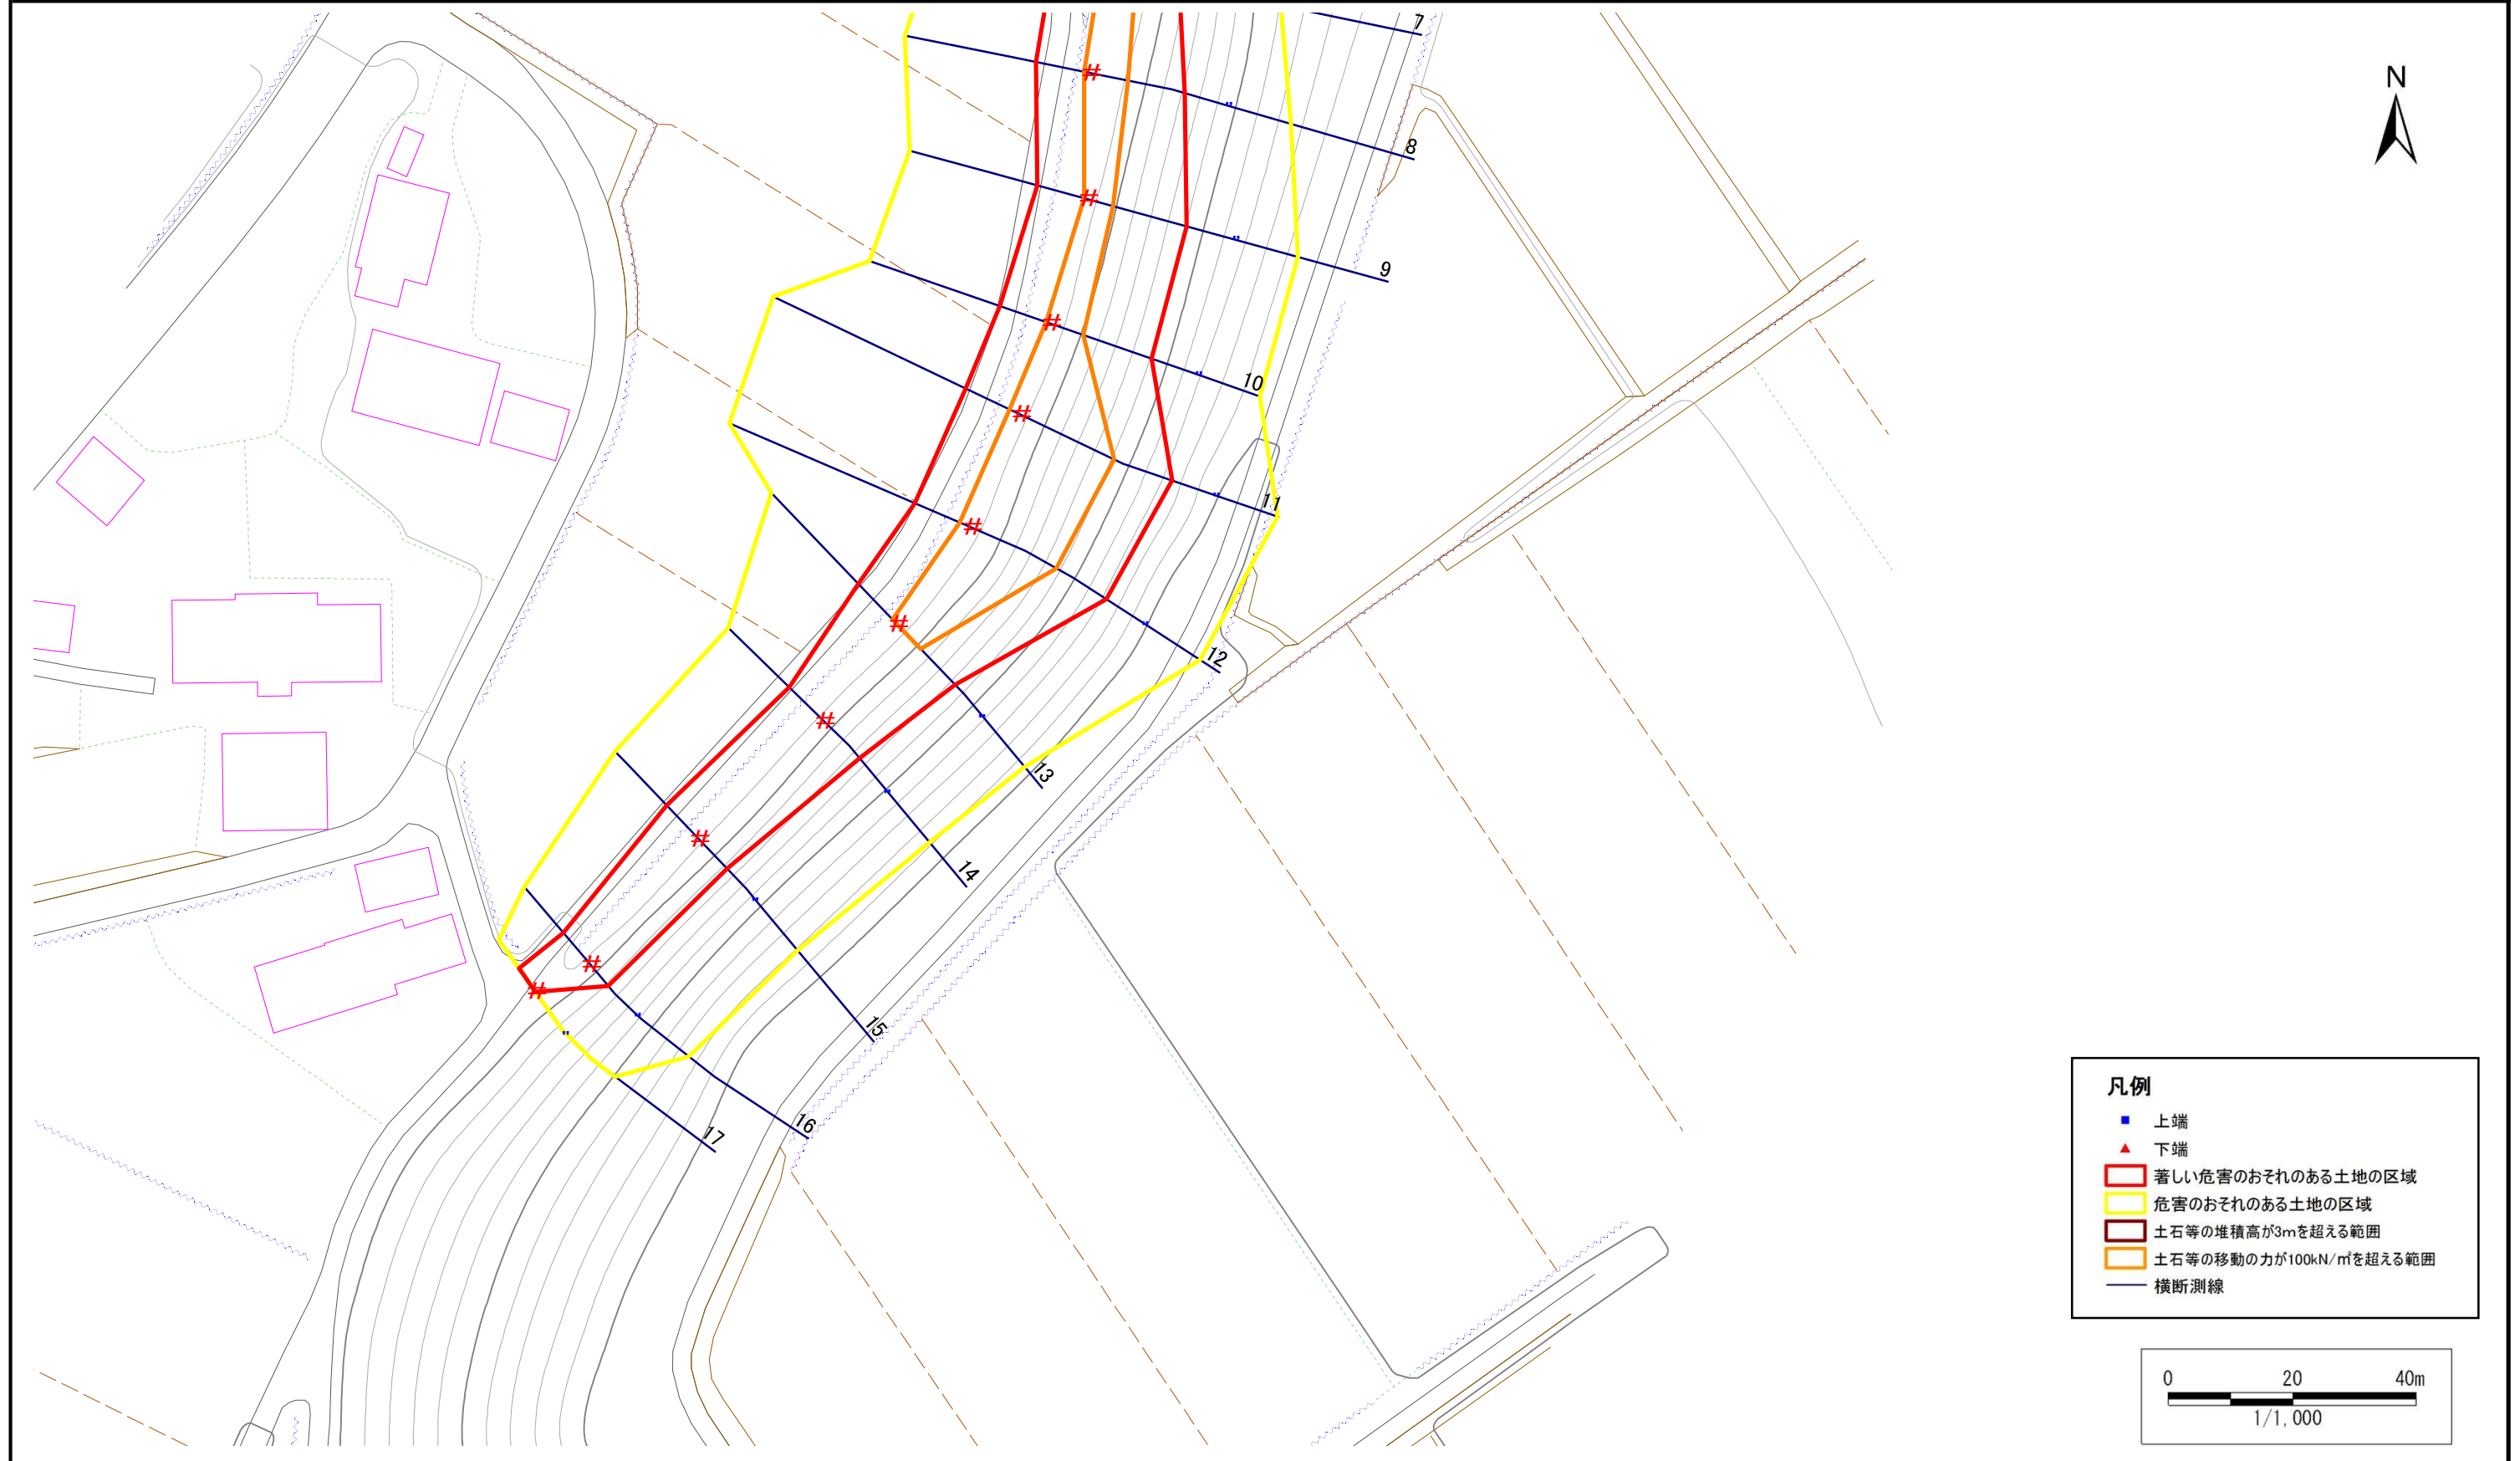 N
7
8
9
10
11
12
13
14
15
16
17
#
#
#
#
#
#
#
#
#
#
凡例
上端
下端
著しい危害のおそれのある土地の区域
危害のおそれのある土地の区域
土石等の堆積高が3mを超える範囲
土石等の移動の力が100kN/㎡を超える範囲
横断測線
0 20 40m
1/1,000